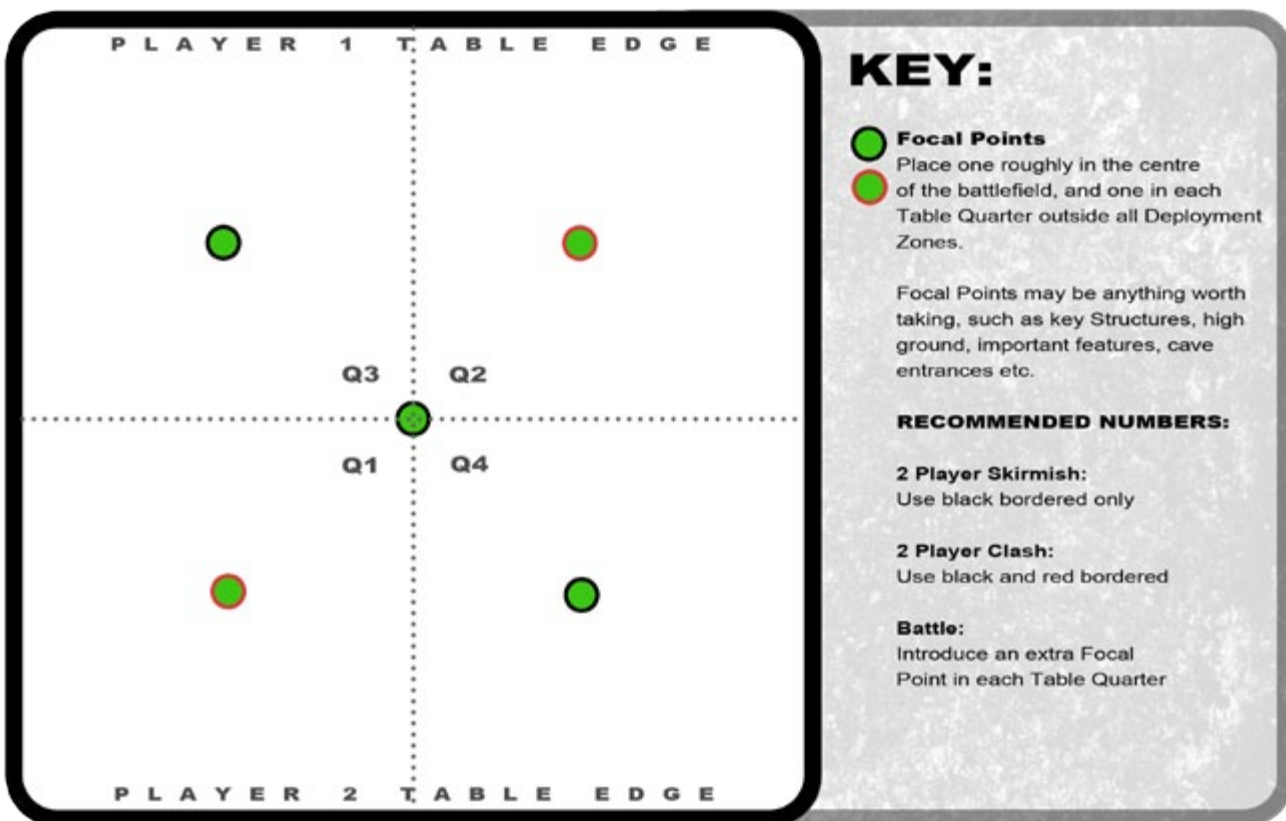 PLAYER 1 TABLE EDGE
Q3 Q2
Q1 Q4
PLAYER 2 TABLE EDGE
KEY:
Focal Points
Place one roughly in the centre
of the battlefield, and one in each
Table Quarter outside all Deployment
Zones.
Focal Points may be anything worth
taking, such as key Structures, high
ground, important features, cave
entrances etc.
RECOMMENDED NUMBERS:
2 Player Skirmish:
Use black bordered only
2 Player Clash:
Use black and red bordered
Battle:
Introduce an extra Focal
Point in each Table Quarter